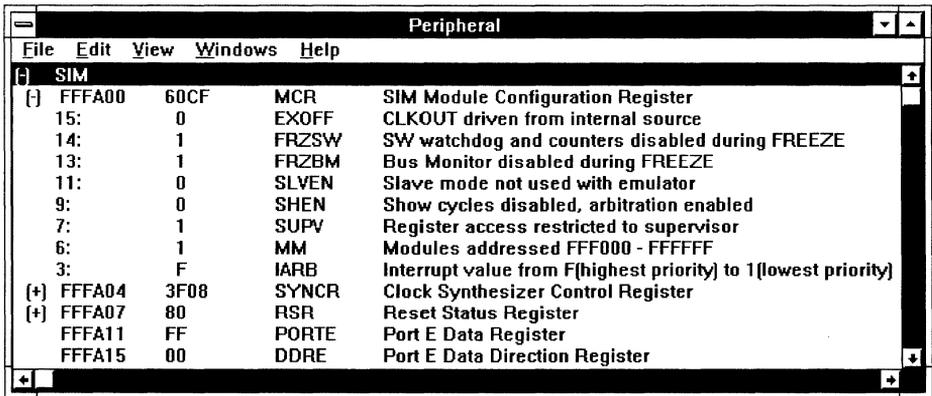 Peripheral
File Edit View Windows Help
[-] SIM
[-] FFFA00 60CF MCR SIM Module Configuration Register
15: 0 EXOFF CLKOUT driven from internal source
14: 1 FRZSW SW watchdog and counters disabled during FREEZE
13: 1 FRZBM Bus Monitor disabled during FREEZE
11: 0 SLVEN Slave mode not used with emulator
9: 0 SHEN Show cycles disabled, arbitration enabled
7: 1 SUPV Register access restricted to supervisor
6: 1 MM Modules addressed FFF000 - FFFFFF
3: F IARB Interrupt value from F(highest priority) to 1(lowest priority)
[+] FFFA04 3F08 SYNCR Clock Synthesizer Control Register
[+] FFFA07 80 RSR Reset Status Register
FFFA11 FF PORTE Port E Data Register
FFFA15 00 DDRE Port E Data Direction Register